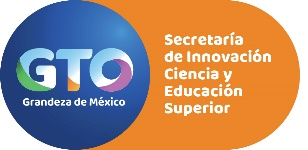 GTO
Grandeza de México
Secretaría
de Innovación
Ciencia y
Educación
Superior